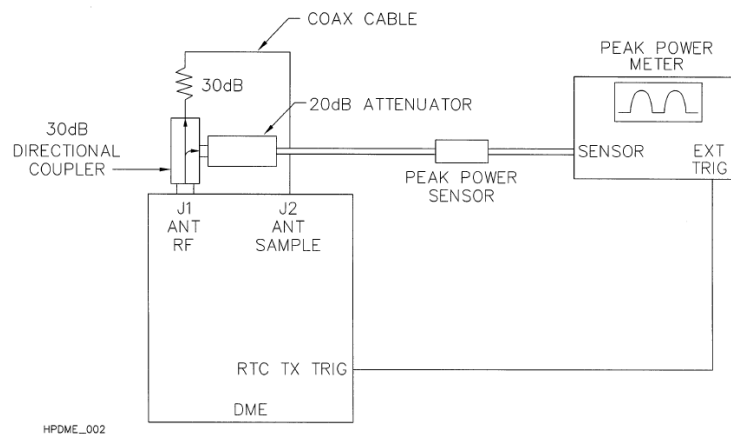 COAX CABLE
PEAK POWER
METER
30dB
20dB ATTENUATOR
30dB
DIRECTIONAL
COUPLER
SENSOR
EXT
TRIG
PEAK POWER
SENSOR
J1
ANT
RF
J2
ANT
SAMPLE
RTC TX TRIG
DME
HPDME_002